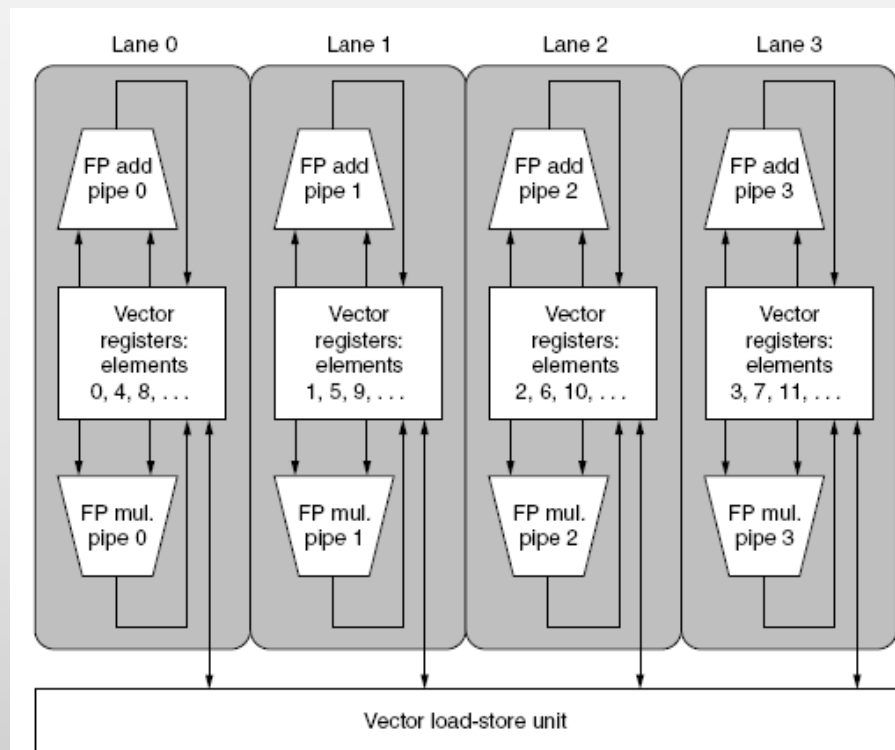 Lane 0
Lane 1
Lane 2
Lane 3
FP add
pipe 0
FP add
pipe 1
FP add
pipe 2
FP add
pipe 3
Vector
registers:
elements
0, 4, 8, . . .
Vector
registers:
elements
1, 5, 9, . . .
Vector
registers:
elements
2, 6, 10, . . .
Vector
registers:
elements
3, 7, 11, . . .
FP mul.
pipe 0
FP mul.
pipe 1
FP mul.
pipe 2
FP mul.
pipe 3
Vector load-store unit